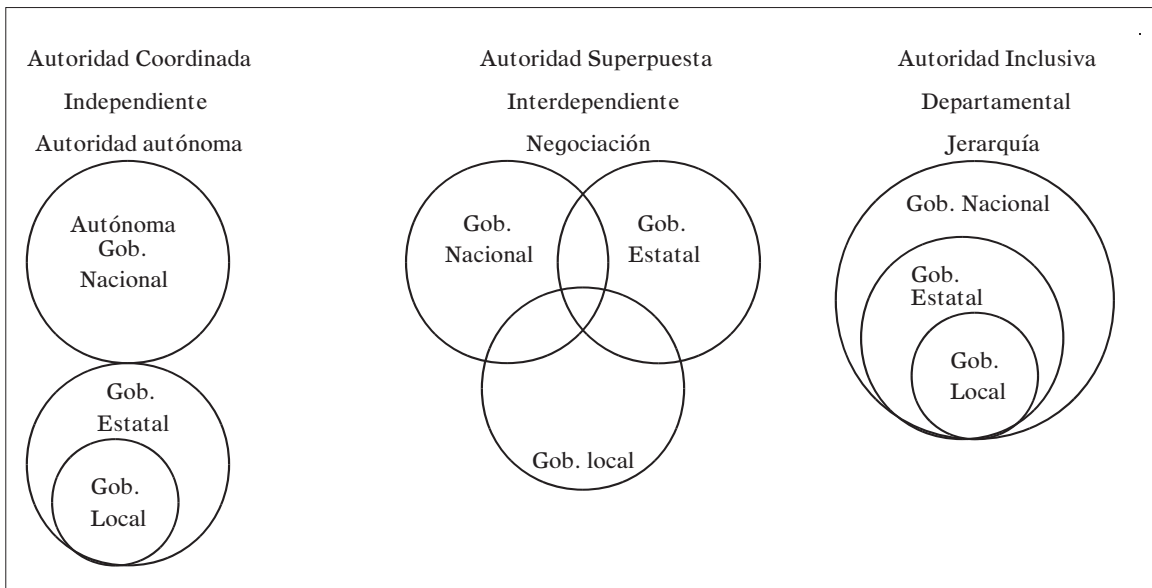 Autoridad Coordinada
Independiente
Autoridad autónoma
Autónoma
Gob.
Nacional
Gob.
Estatal
Gob.
Local
Autoridad Superpuesta
Interdependiente
Negociación
Gob.
Nacional
Gob.
Estatal
Gob. local
Autoridad Inclusiva
Departamental
Jerarquía
Gob. Nacional
Gob.
Estatal
Gob.
Local